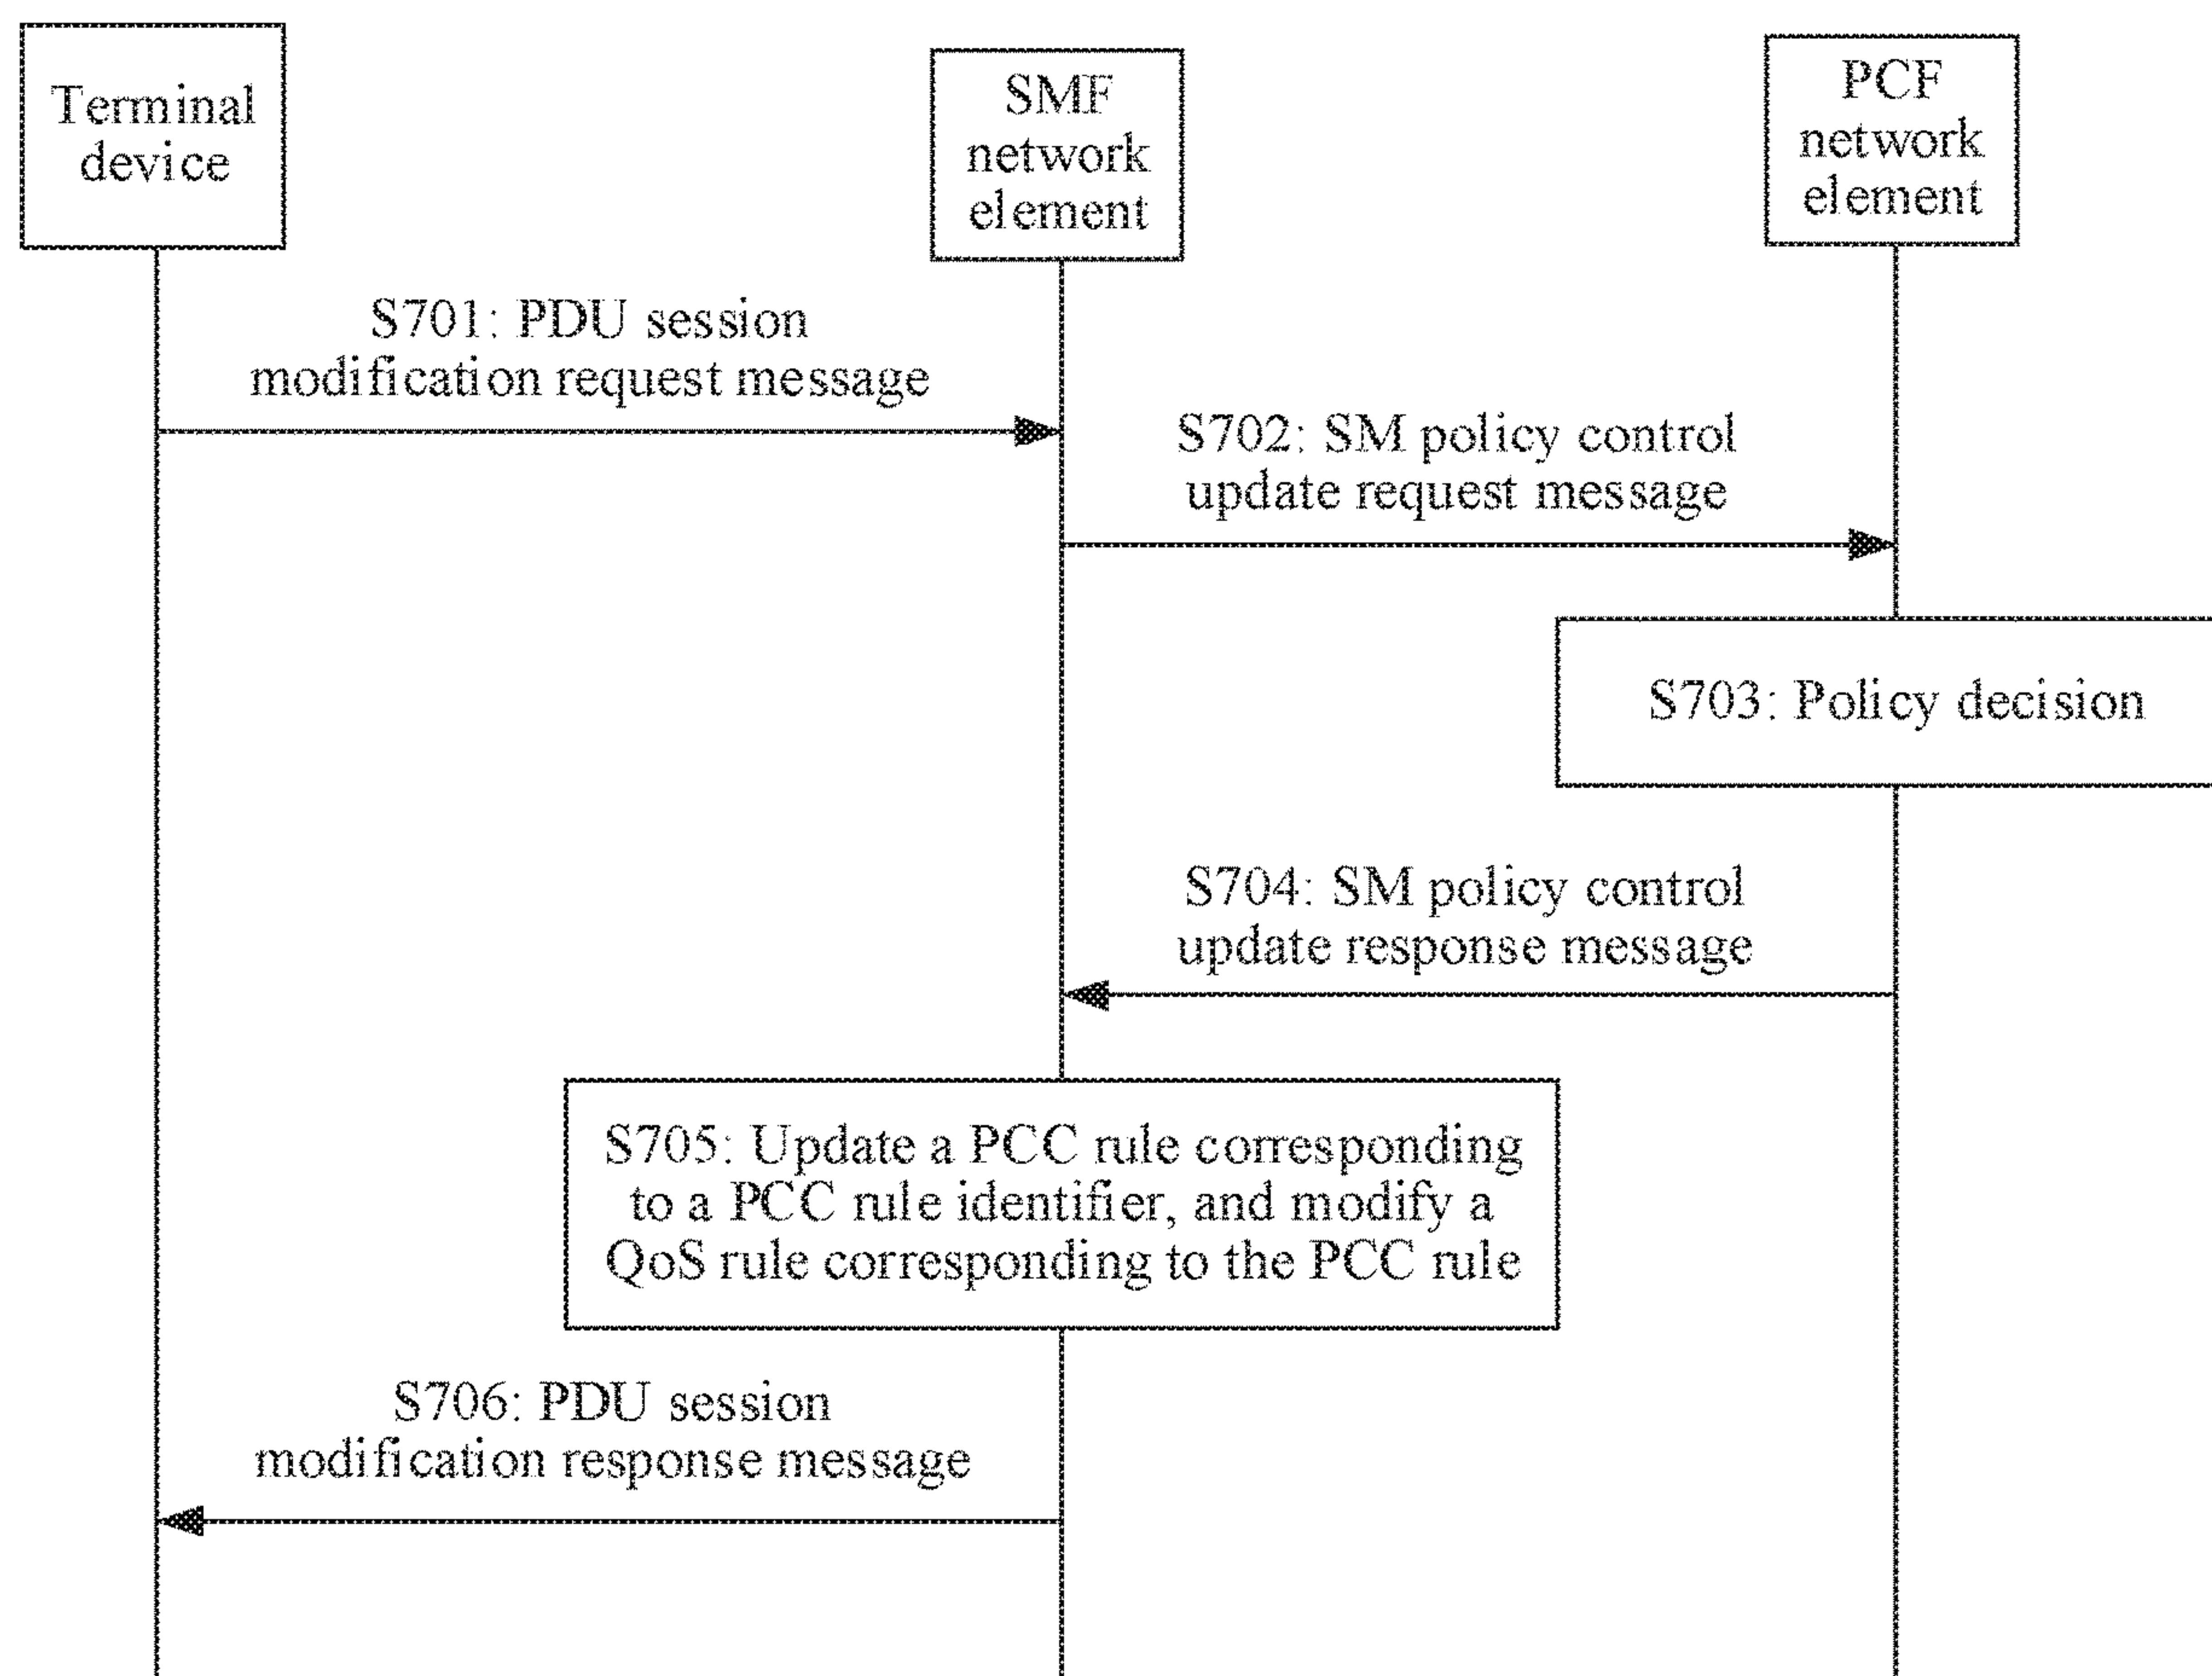 Terminal
device
SMF
network
element
PCF
network
element
S701: PDU session
modification request message
S702: SM policy control
update request message
S703: Policy decision
S704: SM policy control
update response message
S705: Update a PCC rule corresponding
to a PCC rule identifier, and modify a
QoS rule corresponding to the PCC rule
S706: PDU session
modification response message